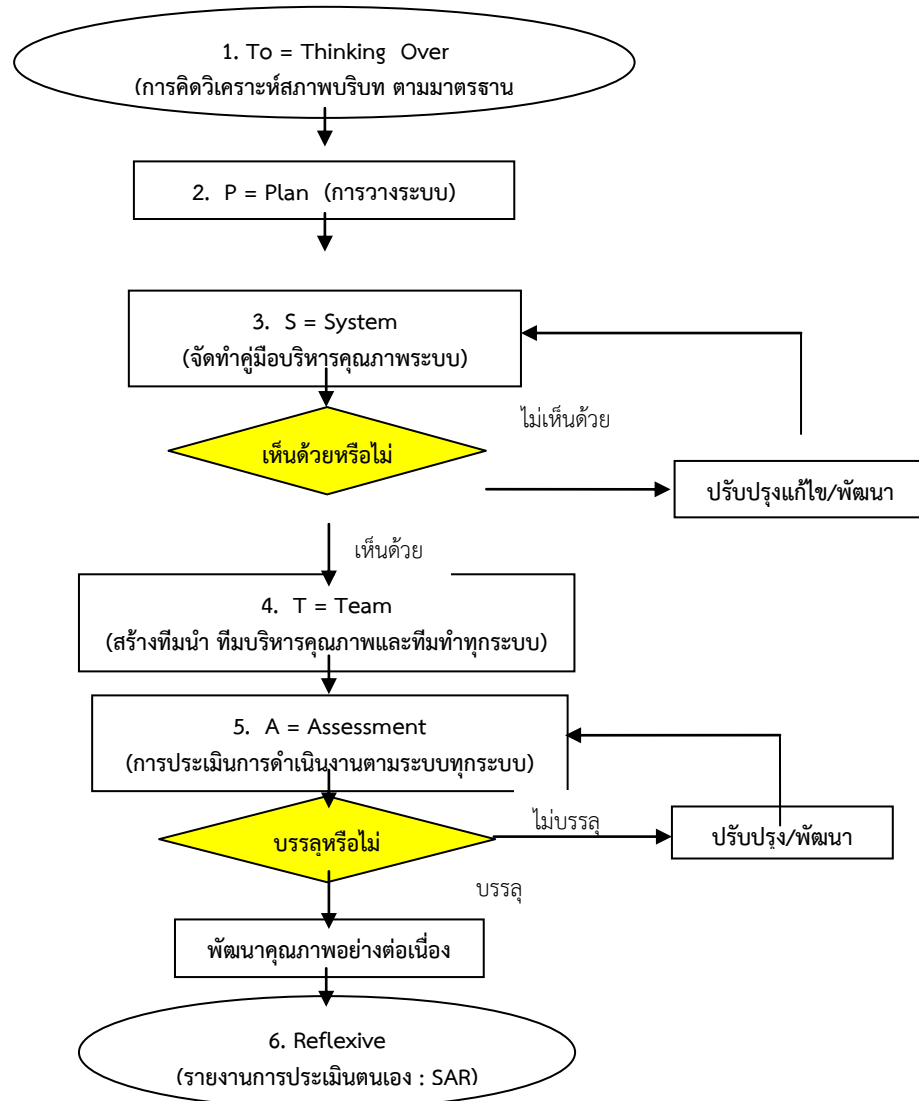 1. To = Thinking Over
(การคิดวิเคราะห์สภาพบริบท ตามมาตรฐาน
2. P = Plan (การวางระบบ)
3. S = System
(จัดทำคู่มือบริหารคุณภาพระบบ)
ไม่เห็นด้วย
เห็นด้วยหรือไม่
ปรับปรุงแก้ไข/พัฒนา
เห็นด้วย
4. T = Team
(สร้างทีมนำ ทีมบริหารคุณภาพและทีมทำทุกระบบ)
5. A = Assessment
(การประเมินการดำเนินงานตามระบบทุกระบบ)
ไม่บรรลุ
บรรลุหรือไม่
ปรับปรุง/พัฒนา
บรรลุ
พัฒนาคุณภาพอย่างต่อเนื่อง
6. Reflexive
(รายงานการประเมินตนเอง : SAR)